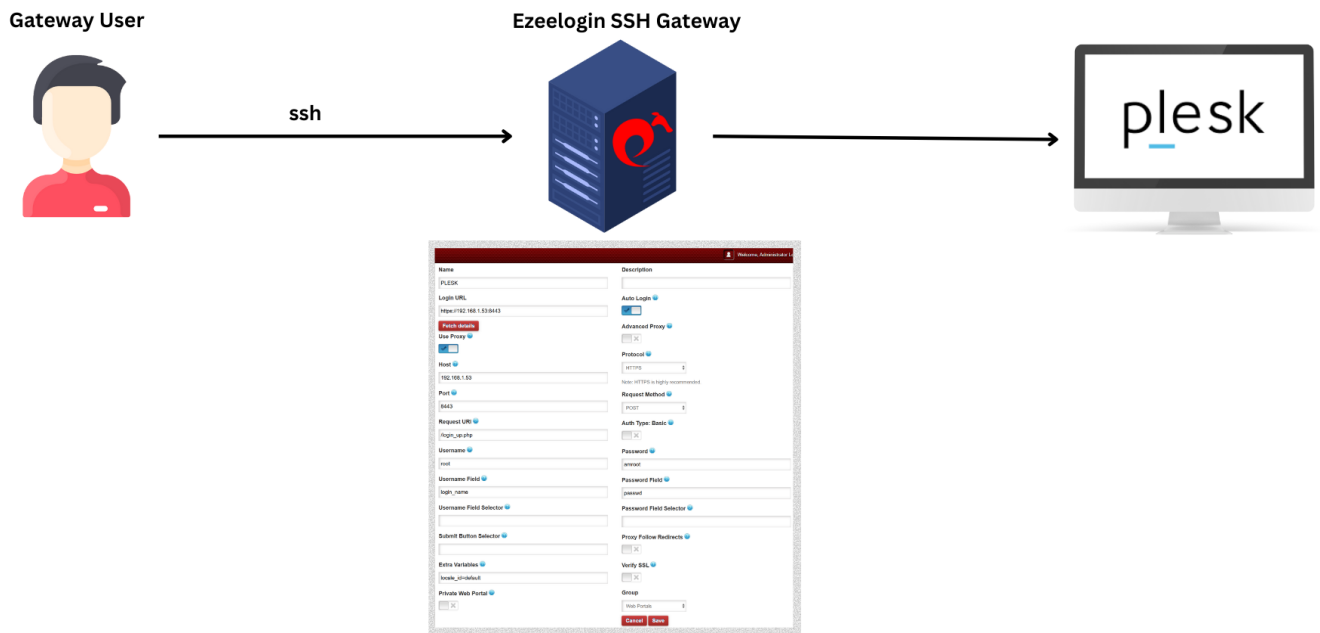 Gateway User
Ezeelogin SSH Gateway
ssh
plesk
Welcome, Administrator
Name
Description
PLESK
Login URL
Auto Login
https://192.168.1.53:8443
Fetch details
Advanced Proxy
Use Proxy
Protocol
Host
HTTPS
192.168.1.53
Note: HTTPS is highly recommended
Port
Request Method
8443
POST
Request URI
Auth Type: Basic
/login_up.php
Username
Password
root
Username Field
Password Field
login_name
passwd
Username Field Selector
Password Field Selector
Submit Button Selector
Proxy Follow Redirects
Extra Variables
Verify SSL
locale_id=default
Private Web Portal
Group
Web Portals
Cancel Save